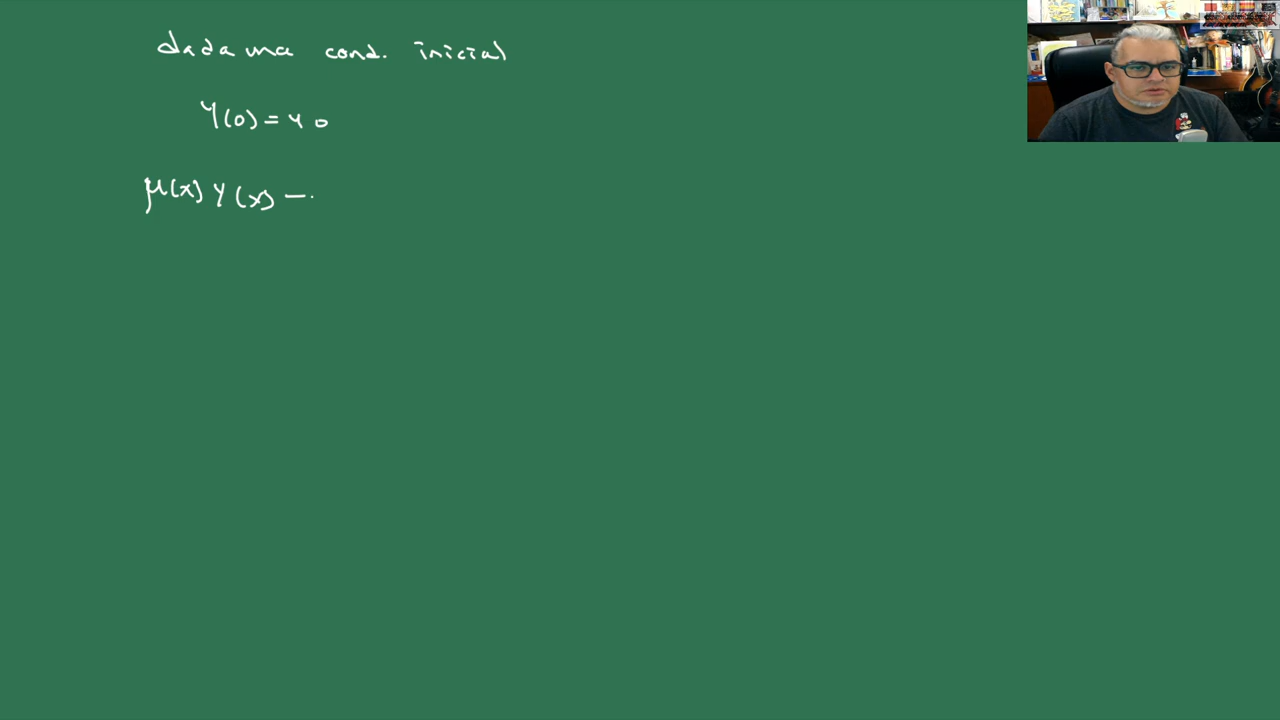 dada una cond. inicial
Y(0) = y0
μ(x) Y(x) –